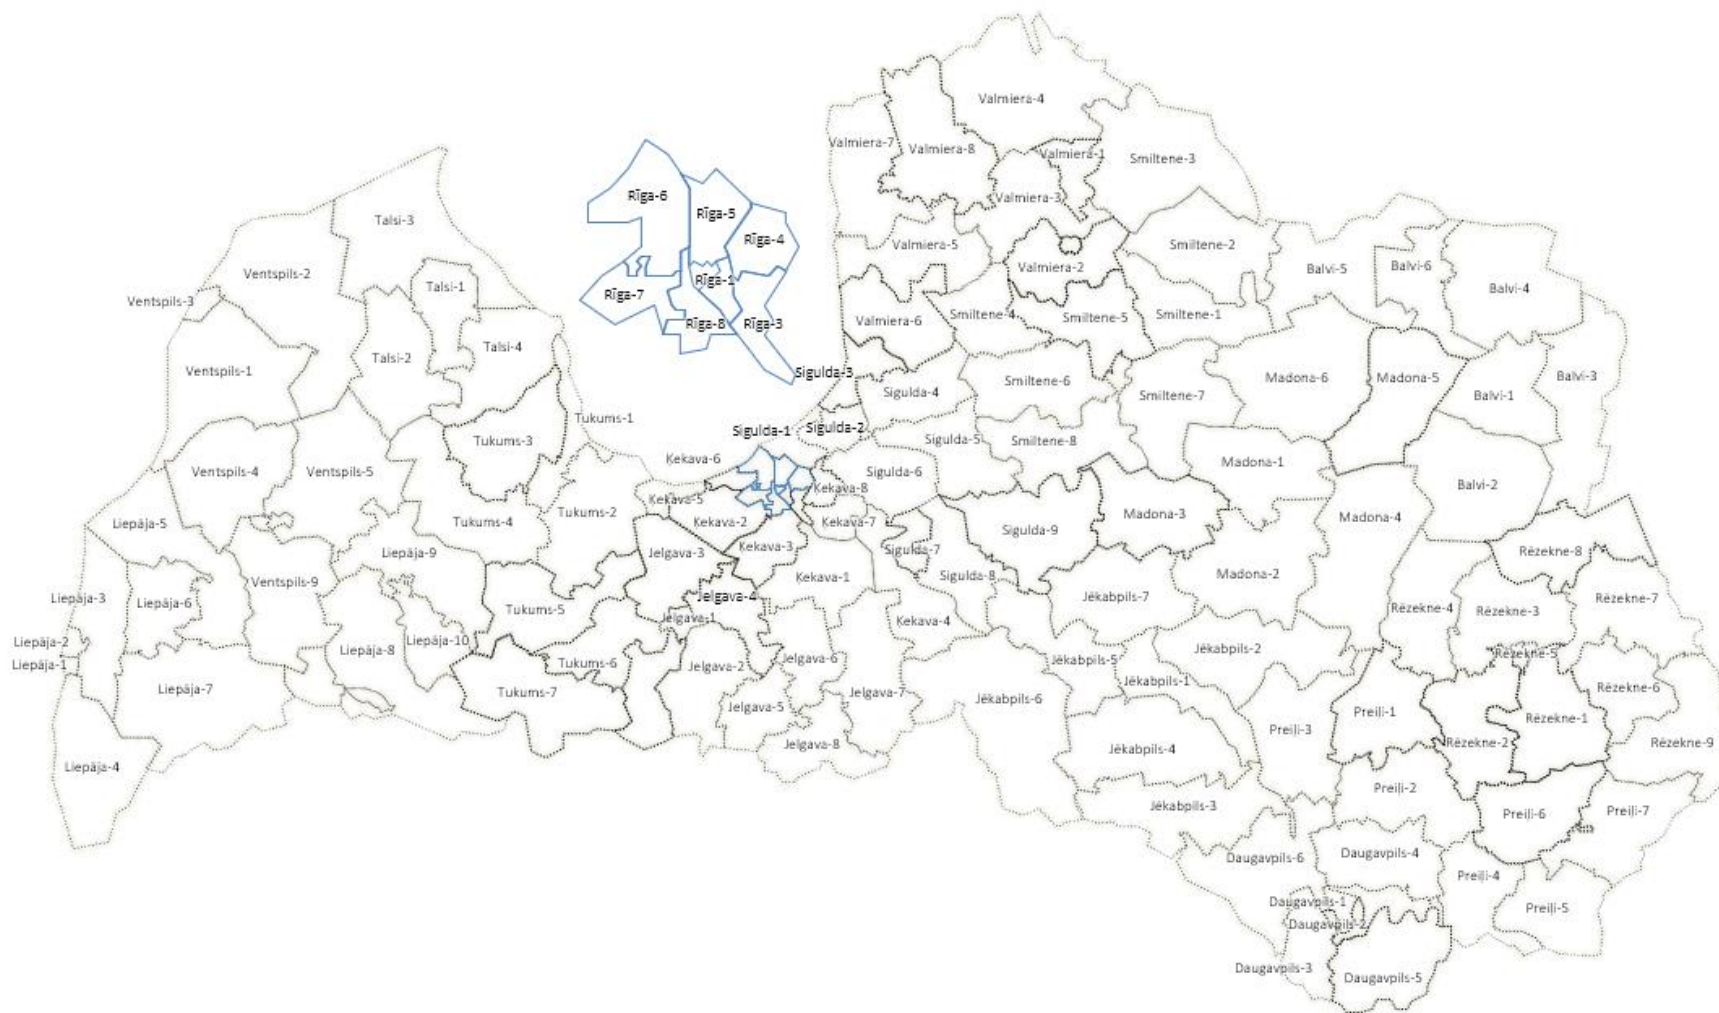 Valmiera-4
Valmiera-7
Valmiera-8
Valmiera-1
Smiltene-3
Valmiera-3
Rīga-6
Rīga-5
Rīga-4
Talsi-3
Valmiera-5
Smiltene-2
Valmiera-2
Balvi-5
Balvi-6
Ventspils-2
Rīga-1
Talsi-1
Balvi-4
Rīga-7
Ventspils-3
Smiltene-4
Smiltene-5
Smiltene-1
Valmiera-6
Rīga-8
Rīga-3
Talsi-4
Talsi-2
Ventspils-1
Sigulda-3
Smiltene-6
Madona-6
Madona-5
Balvi-3
Sigulda-4
Smiltene-7
Balvi-1
Tukums-1
Sigulda-1
Sigulda-2
Tukums-3
Sigulda-5
Smiltene-8
Ķekava-6
Madona-1
Ventspils-4
Ventspils-5
Sigulda-6
Balvi-2
Ķekava-8
Ķekava-5
Tukums-2
Madona-3
Madona-4
Liepāja-5
Tukums-4
Ķekava-2
Ķekava-7
Sigulda-9
Ķekava-3
Sigulda-7
Liepāja-9
Jelgava-3
Rēzekne-8
Ventspils-9
Ķekava-1
Sigulda-8
Madona-2
Liepāja-3
Liepāja-6
Jelgava-4
Jēkabpils-7
Rēzekne-7
Tukums-5
Jelgava-1
Rēzekne-4
Rēzekne-3
Ķekava-4
Liepāja-2
Liepāja-10
Liepāja-8
Jēkabpils-2
Rēzekne-5
Liepāja-1
Tukums-6
Jelgava-2
Jelgava-6
Jēkabpils-5
Jēkabpils-1
Liepāja-7
Tukums-7
Jelgava-7
Jēkabpils-6
Rēzekne-6
Jelgava-5
Preiļi-1
Rēzekne-1
Preiļi-3
Jelgava-8
Jēkabpils-4
Rēzekne-2
Rēzekne-9
Liepāja-4
Preiļi-2
Jēkabpils-3
Preiļi-6
Preiļi-7
Daugavpils-6
Daugavpils-4
Preiļi-4
Daugavpils-1
Preiļi-5
Daugavpils-2
Daugavpils-3
Daugavpils-5